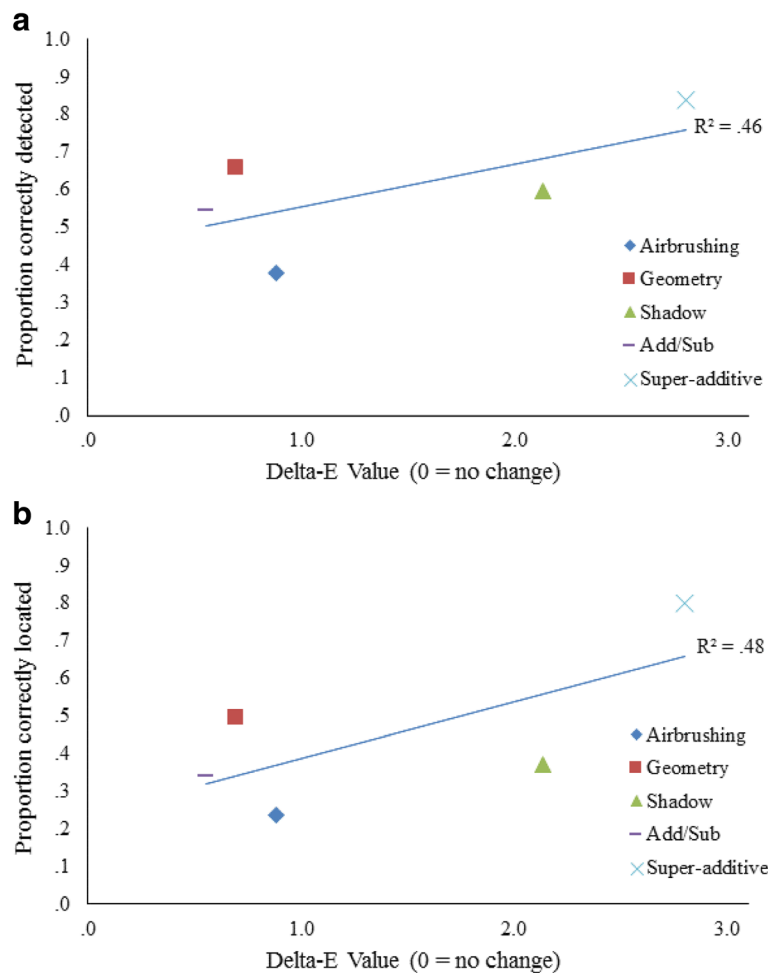 a
1.0
.9
.8
.7
.6
.5
.4
.3
.2
.1
.0
Proportion correctly detected
R² = .46
Airbrushing
Geometry
Shadow
Add/Sub
Super-additive
.0 1.0 2.0 3.0
Delta-E Value (0 = no change)
b
1.0
.9
.8
.7
.6
.5
.4
.3
.2
.1
.0
Proportion correctly located
R² = .48
Airbrushing
Geometry
Shadow
Add/Sub
Super-additive
.0 1.0 2.0 3.0
Delta-E Value (0 = no change)